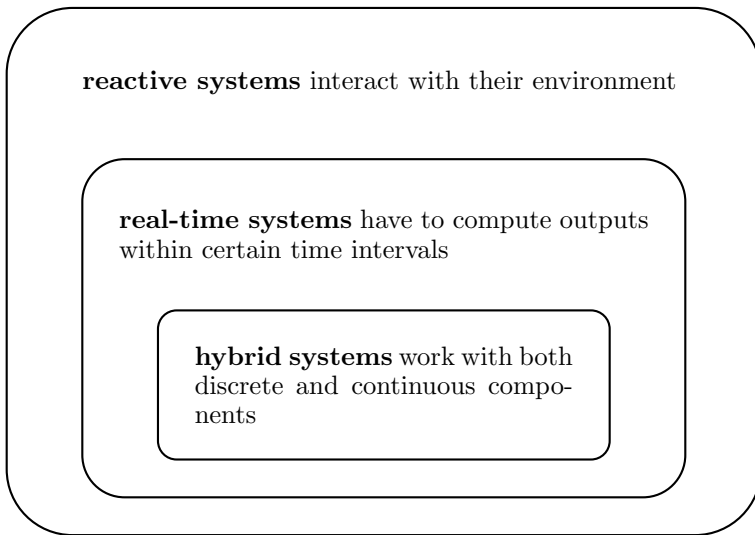 reactive systems interact with their environment
real-time systems have to compute outputs
within certain time intervals
hybrid systems work with both
discrete and continuous compo-
nents